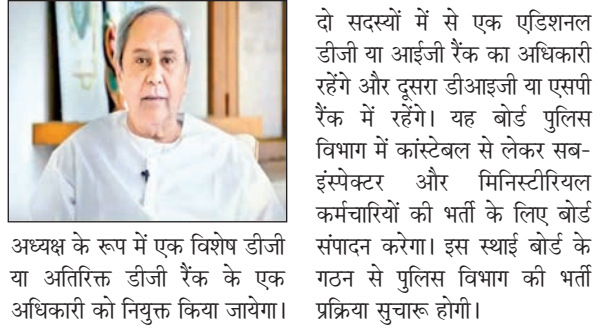 अध्यक्ष के रूप में एक विशेष डीजी
या अतिरिक्त डीजी रैंक के एक
अधिकारी को नियुक्त किया जायेगा।
दो सदस्यों में से एक एडिशनल
डीजी या आईजी रैंक का अधिकारी
रहेंगे और दूसरा डीआइजी या एसपी
रैंक में रहेंगे। यह बोर्ड पुलिस
विभाग में कांस्टेबल से लेकर सब-
इंस्पेक्टर और मिनिस्टीरियल
कर्मचारियों की भर्ती के लिए बोर्ड
संपादन करेगा। इस स्थाई बोर्ड के
गठन से पुलिस विभाग की भर्ती
प्रक्रिया सुचारू होगी।